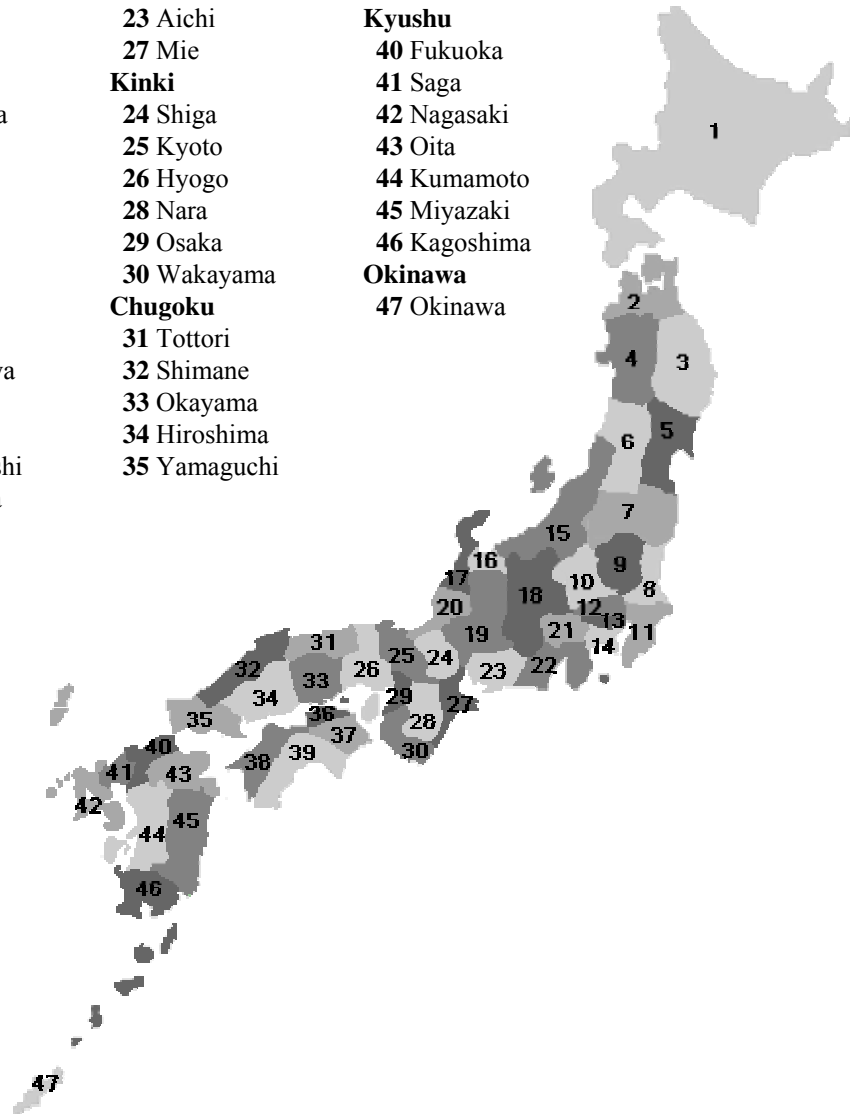 23 Aichi
27 Mie
Kinki
24 Shiga
25 Kyoto
26 Hyogo
28 Nara
29 Osaka
30 Wakayama
Chugoku
31 Tottori
32 Shimane
33 Okayama
34 Hiroshima
35 Yamaguchi
Kyushu
40 Fukuoka
41 Saga
42 Nagasaki
43 Oita
44 Kumamoto
45 Miyazaki
46 Kagoshima
Okinawa
47 Okinawa
1
2
4
3
5
6
7
15
16
9
17
10
8
18
20
12
13
19
21
11
31
14
25
24
32
26
23
22
33
34
29
27
36
35
28
37
40
30
39
38
41
43
42
45
44
46
47